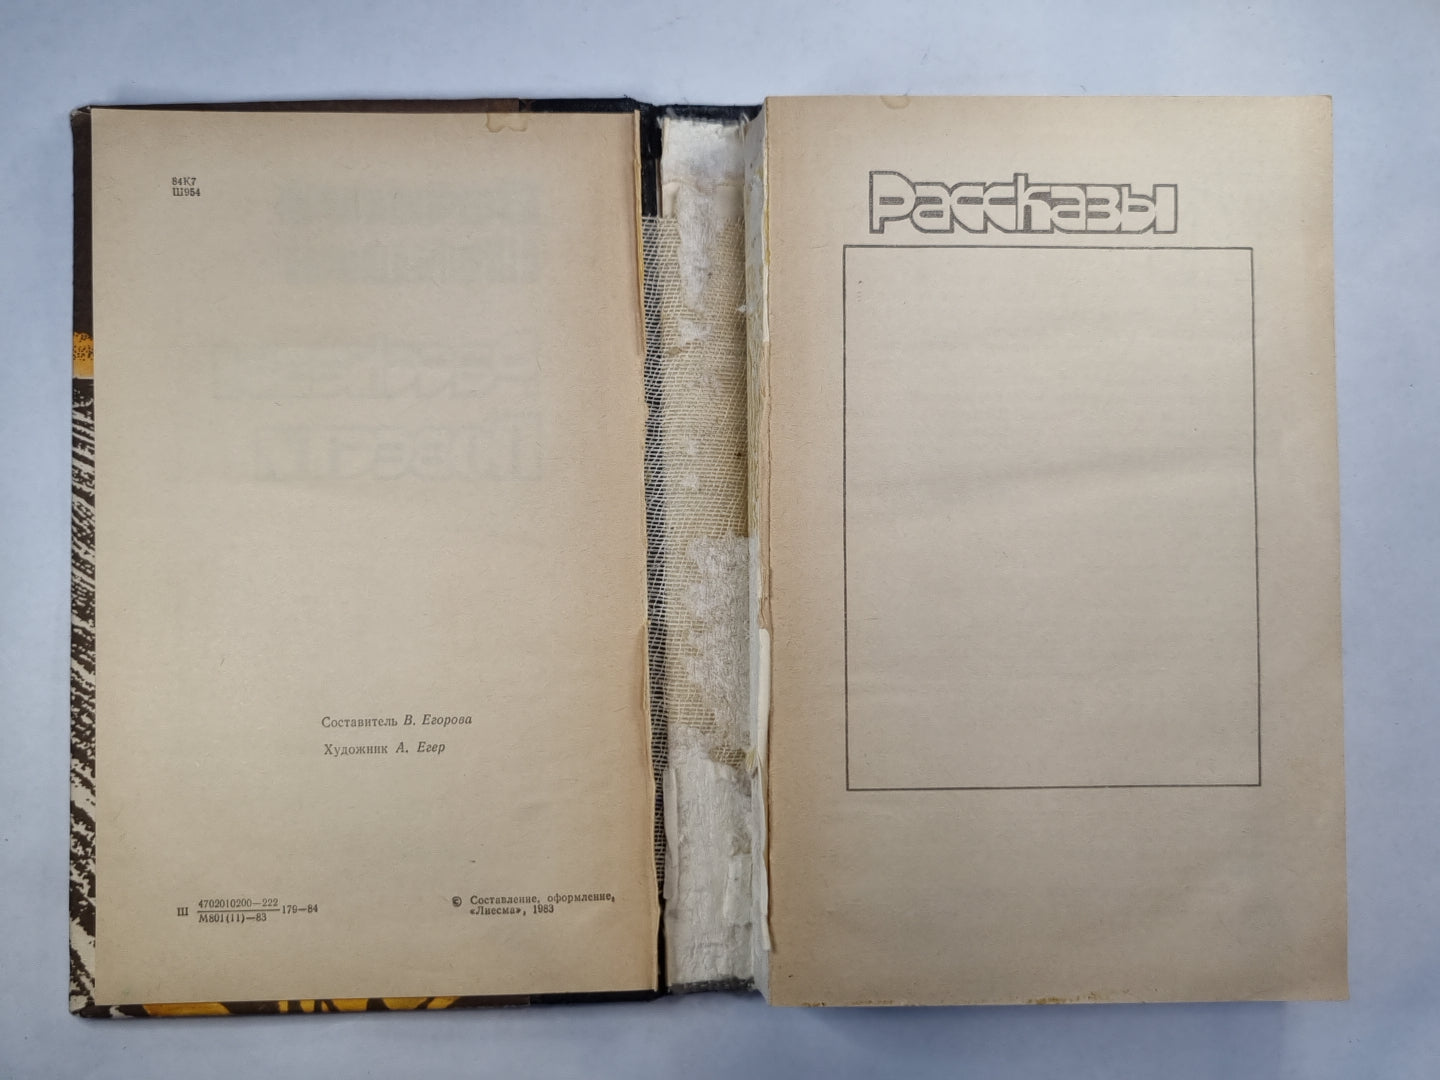 84К7
Ш954
Составитель В. Егорова
Художник А. Егер
Ш 4702010200—222 179—84
М801(11)—83
© Составление, оформление,
«Лиесма», 1983
Рассказы